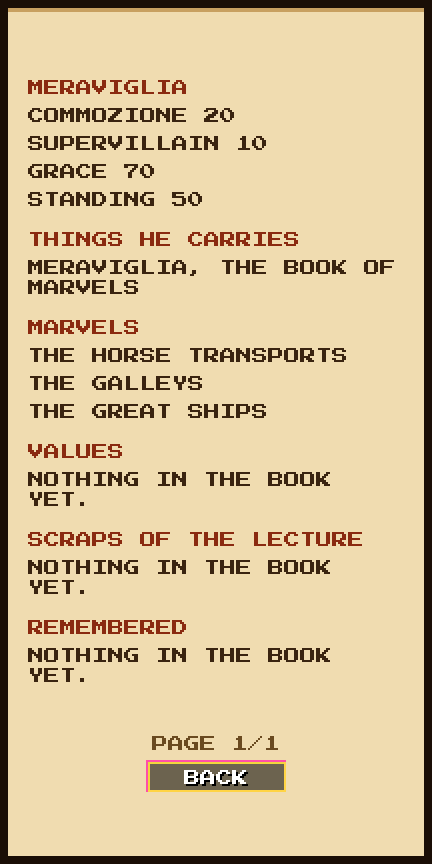 MERAVIGLIA
COMMOZIONE 20
SUPERVILLAIN 10
GRACE 70
STANDING 50
THINGS HE CARRIES
MERAVIGLIA, THE BOOK OF
MARVELS
MARVELS
THE HORSE TRANSPORTS
THE GALLEYS
THE GREAT SHIPS
VALUES
NOTHING IN THE BOOK
YET.
SCRAPS OF THE LECTURE
NOTHING IN THE BOOK
YET.
REMEMBERED
NOTHING IN THE BOOK
YET.
PAGE 1/1
BACK